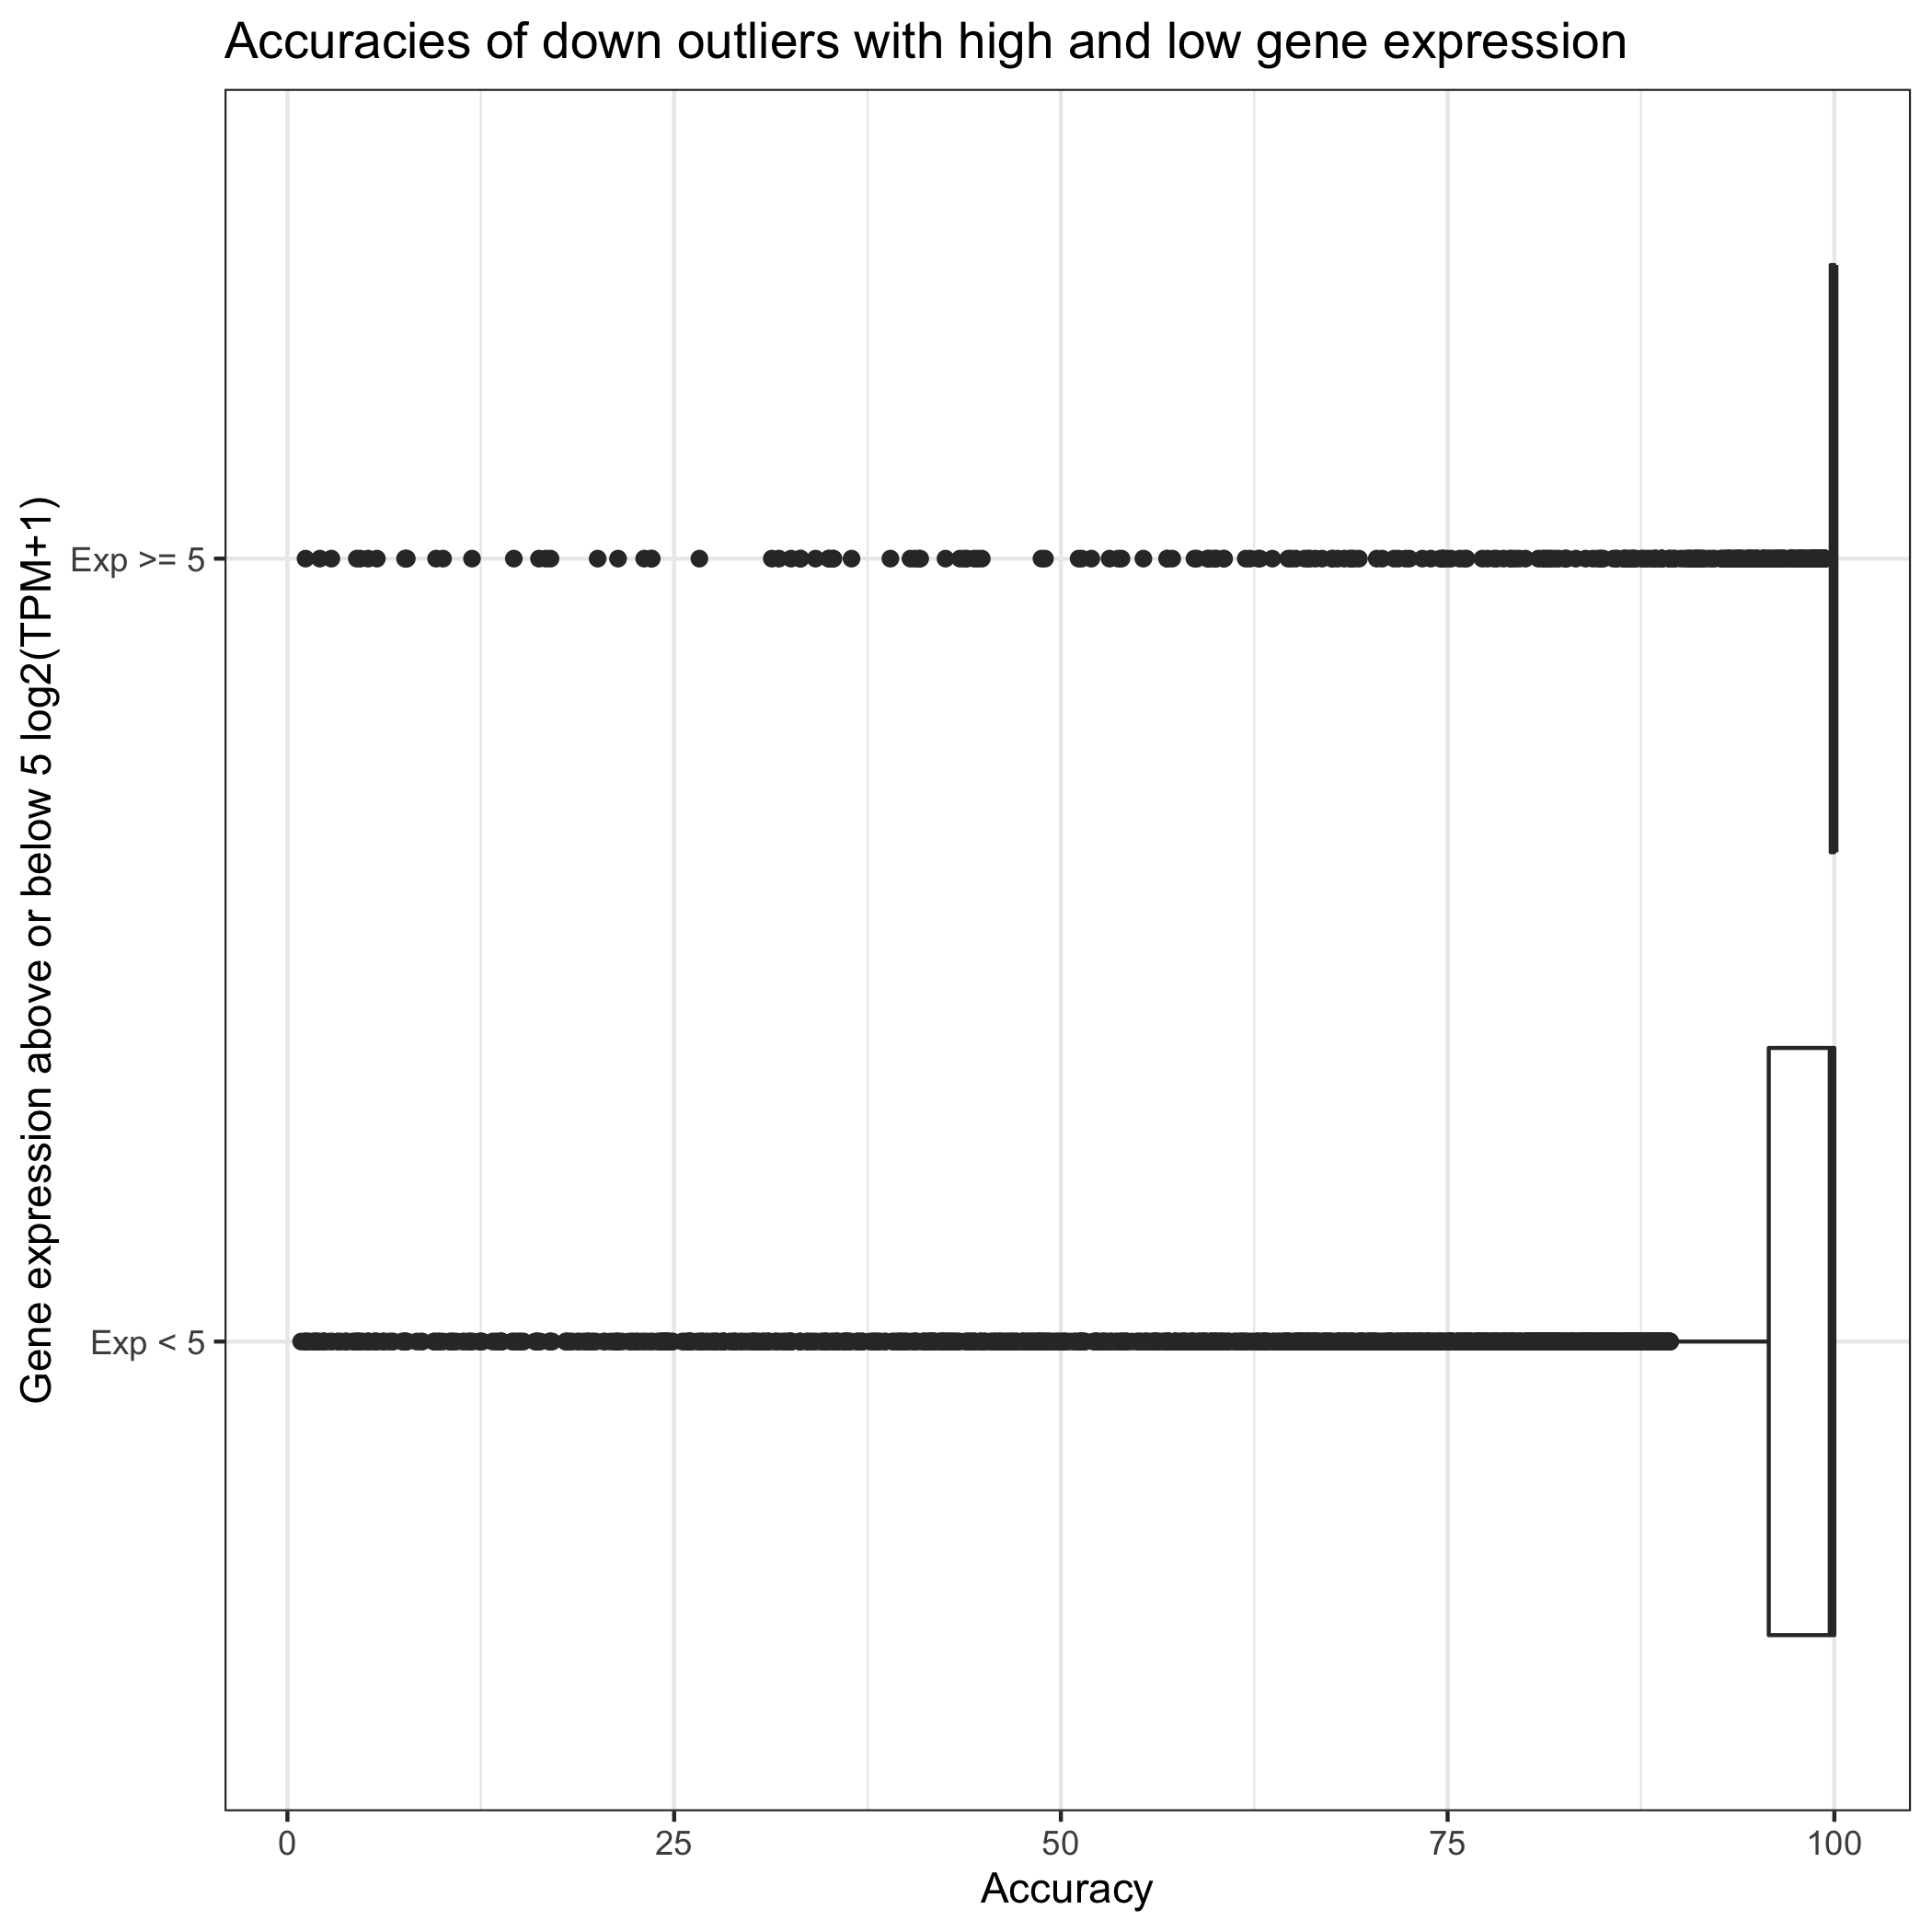 Accuracies of down outliers with high and low gene expression
Gene expression above or below 5 log2(TPM+1)
Exp >= 5
Exp < 5
0 25 50 75 100
Accuracy